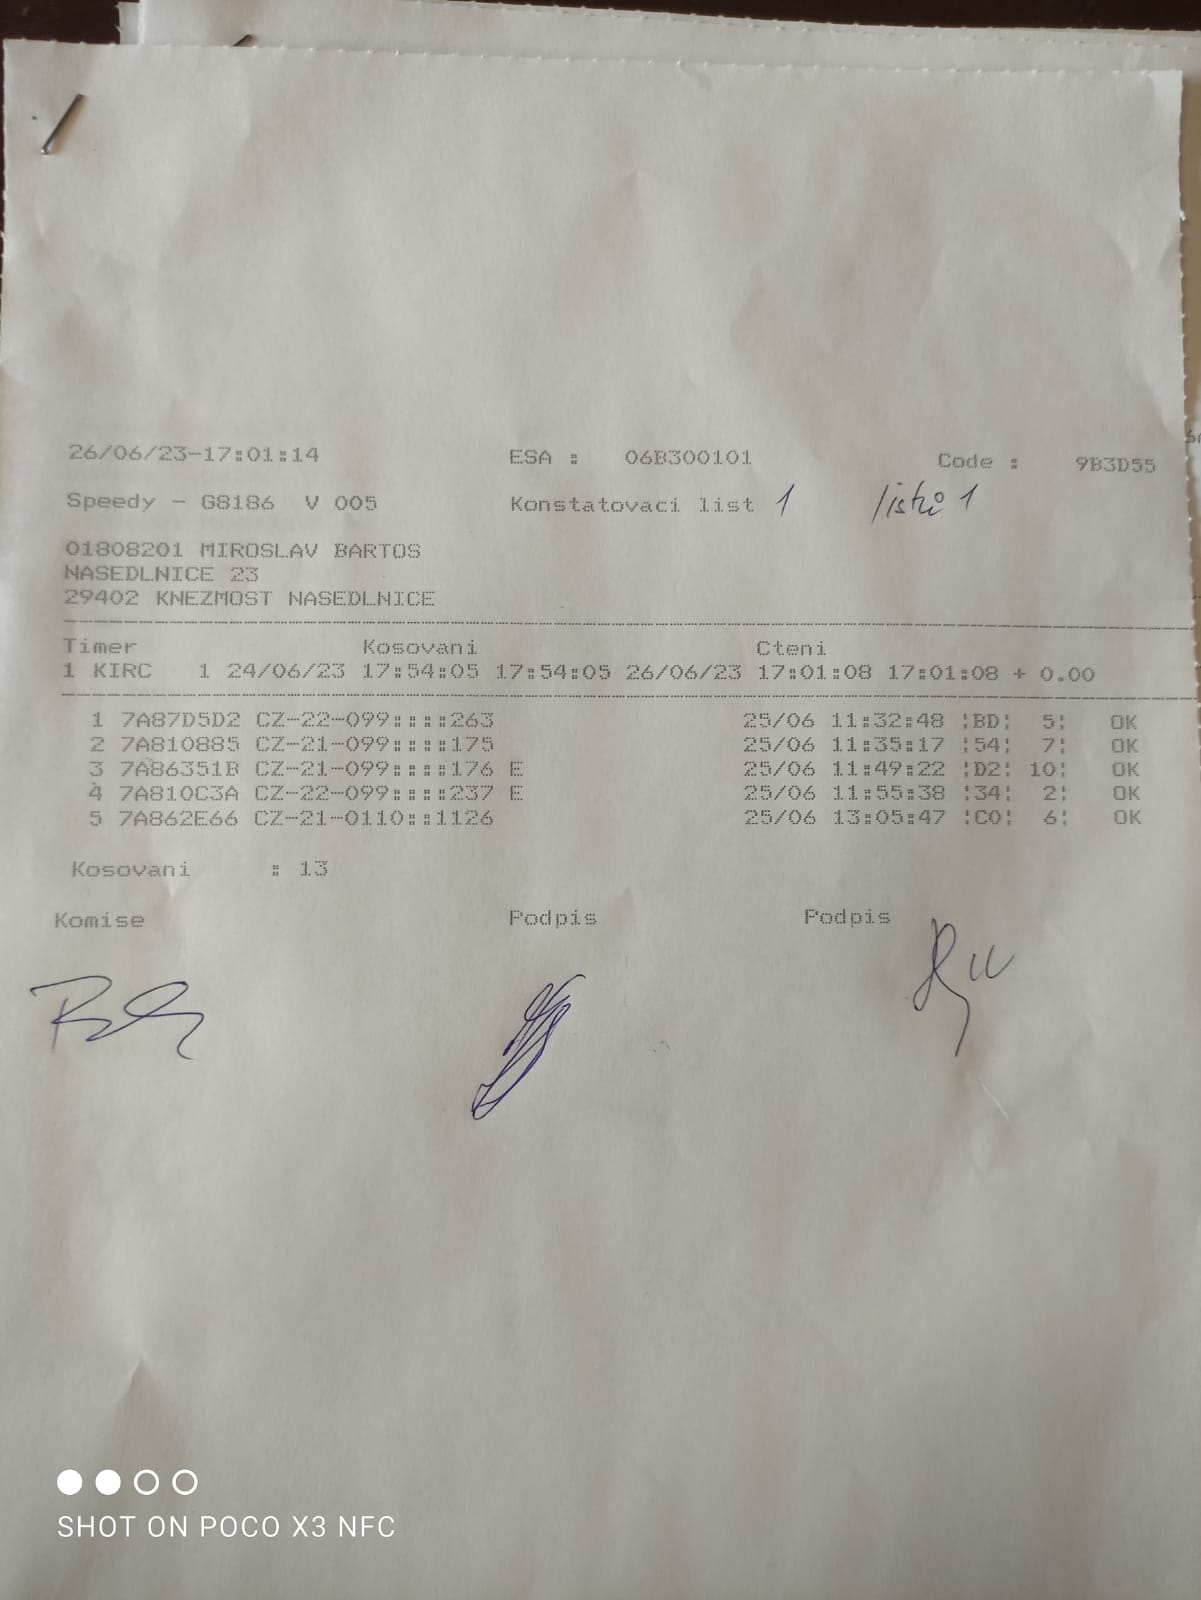 26/06/23-17:01:14 ESA : 06B300101 Code : 9B3D55
Speedy - G8186 V 005 Konstatovaci list 1 listů 1
01808201 MIROSLAV BARTOS
NASEDLNICE 23
29402 KNEZMOST NASEDLNICE
Timer Kosovani Cteni
1 KIRC 1 24/06/23 17:54:05 17:54:05 26/06/23 17:01:08 17:01:08 + 0.00
1 7A87D5D2 CZ-22-099::::263 25/06 11:32:48 ¦BD¦ 5¦ OK
2 7A810885 CZ-21-099::::175 25/06 11:35:17 ¦54¦ 7¦ OK
3 7A86351B CZ-21-099::::176 E 25/06 11:49:22 ¦D2¦ 10¦ OK
4 7A810C3A CZ-22-099::::237 E 25/06 11:55:38 ¦34¦ 2¦ OK
5 7A862E66 CZ-21-0110::1126 25/06 13:05:47 ¦C0¦ 6¦ OK
Kosovani : 13
Komise Podpis Podpis
SHOT ON POCO X3 NFC